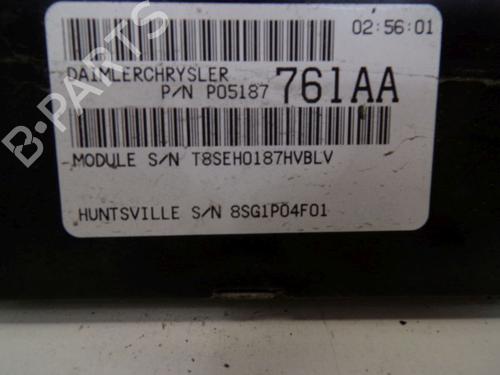 02:56:01
DAIMLERCHRYSLER
P/N P05187 761AA
MODULE S/N T8SEH0187HVBLV
HUNTSVILLE S/N 8SG1P04F01
B-PARTS